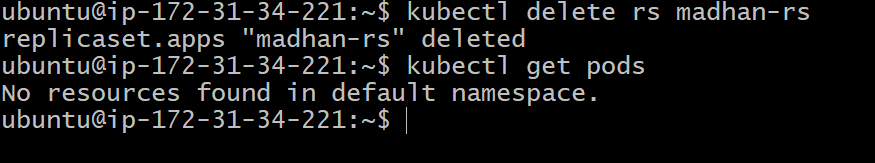 ubuntu@ip-172-31-34-221:~$ kubectl delete rs madhan-rs
replicaset.apps "madhan-rs" deleted
ubuntu@ip-172-31-34-221:~$ kubectl get pods
No resources found in default namespace.
ubuntu@ip-172-31-34-221:~$